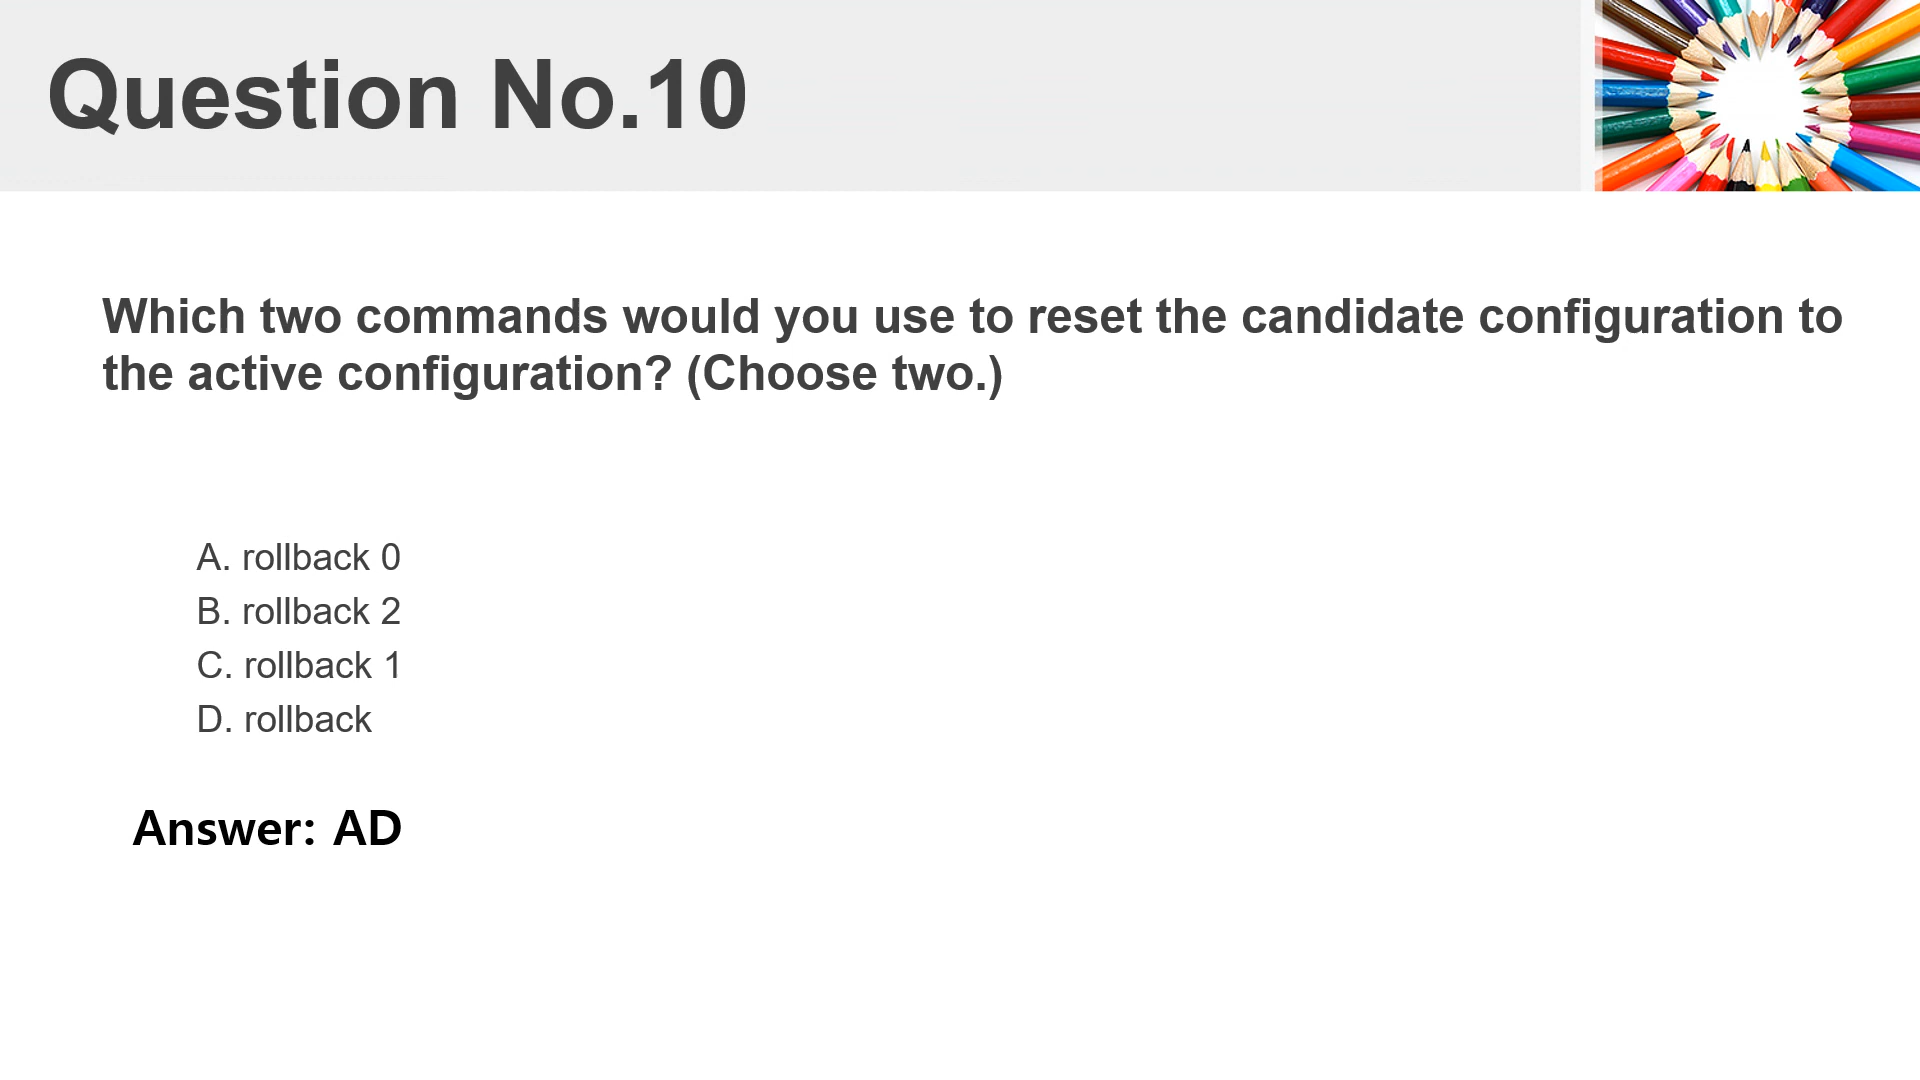 Question No.10
Which two commands would you use to reset the candidate configuration to
the active configuration? (Choose two.)
A. rollback 0
B. rollback 2
C. rollback 1
D. rollback
Answer: AD